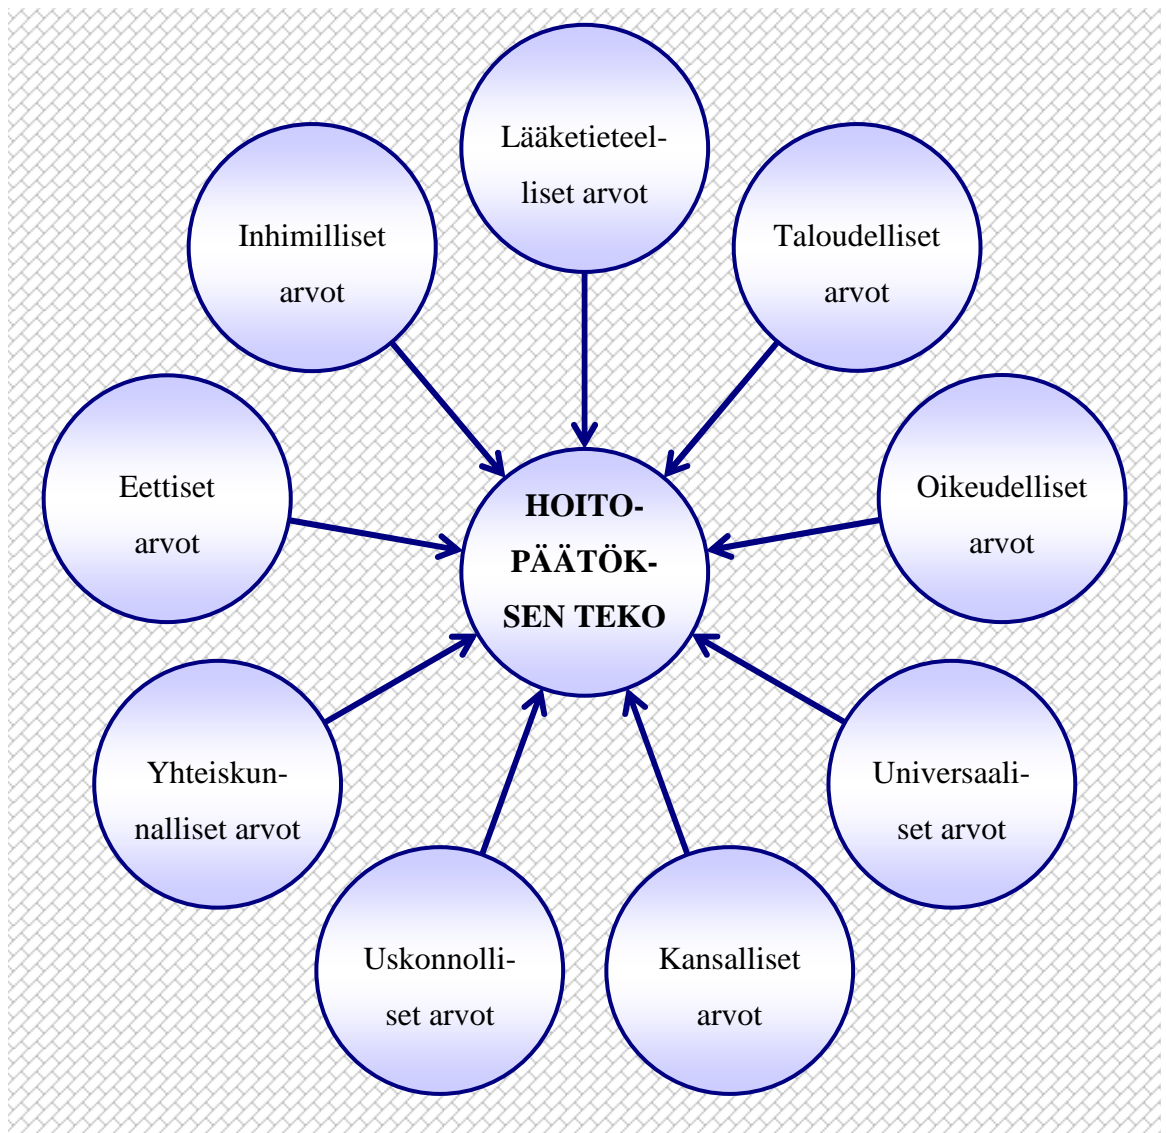 Lääketieteel-
liset arvot
Inhimilliset
arvot
Taloudelliset
arvot
Eettiset
arvot
HOITO-
PÄÄTÖK-
SEN TEKO
Oikeudelliset
arvot
Yhteiskun-
nalliset arvot
Universaali-
set arvot
Uskonnolli-
set arvot
Kansalliset
arvot